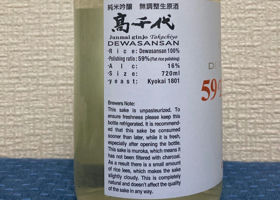 純米吟醸 無調整生原酒
高千代
Junmai ginjo Takachiyo
DEWASANSAN
-Rice: Dewasansan 100%
-Polishing ratio: 59% (Flat rice polishing)
-Alc: 16%
-Size: 720ml
-yeast: Kyokai 1801
Brewers Note:
This sake is unpasteurized. To
ensure freshness please keep this
bottle refrigerated. It is recommend-
ed that this sake be consumed
sooner than later, while it is fresh,
especially after opening the bottle.
This sake is muroka, which means it
has not been filtered with charcoal.
As a result there is a small amount
of rice lees, which makes the sake
slightly cloudy. This is completely
natural and doesn't affect the quality
of the sake in any way.
D
59